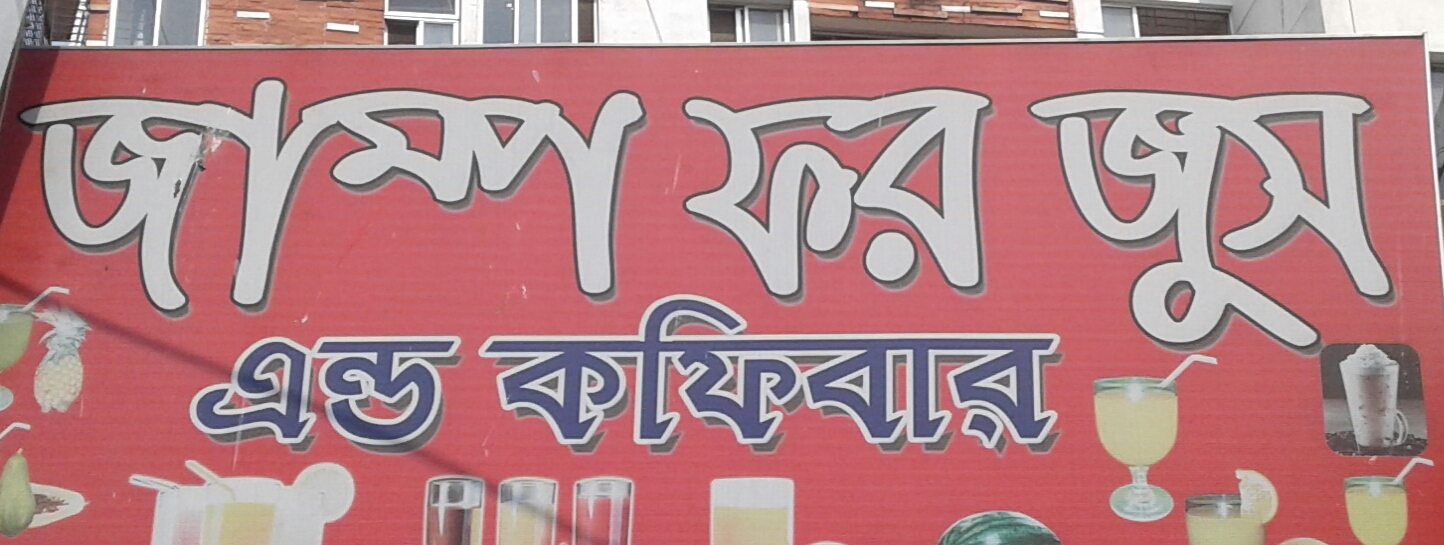 জাম্প ফর জুস
এন্ড কফিবার